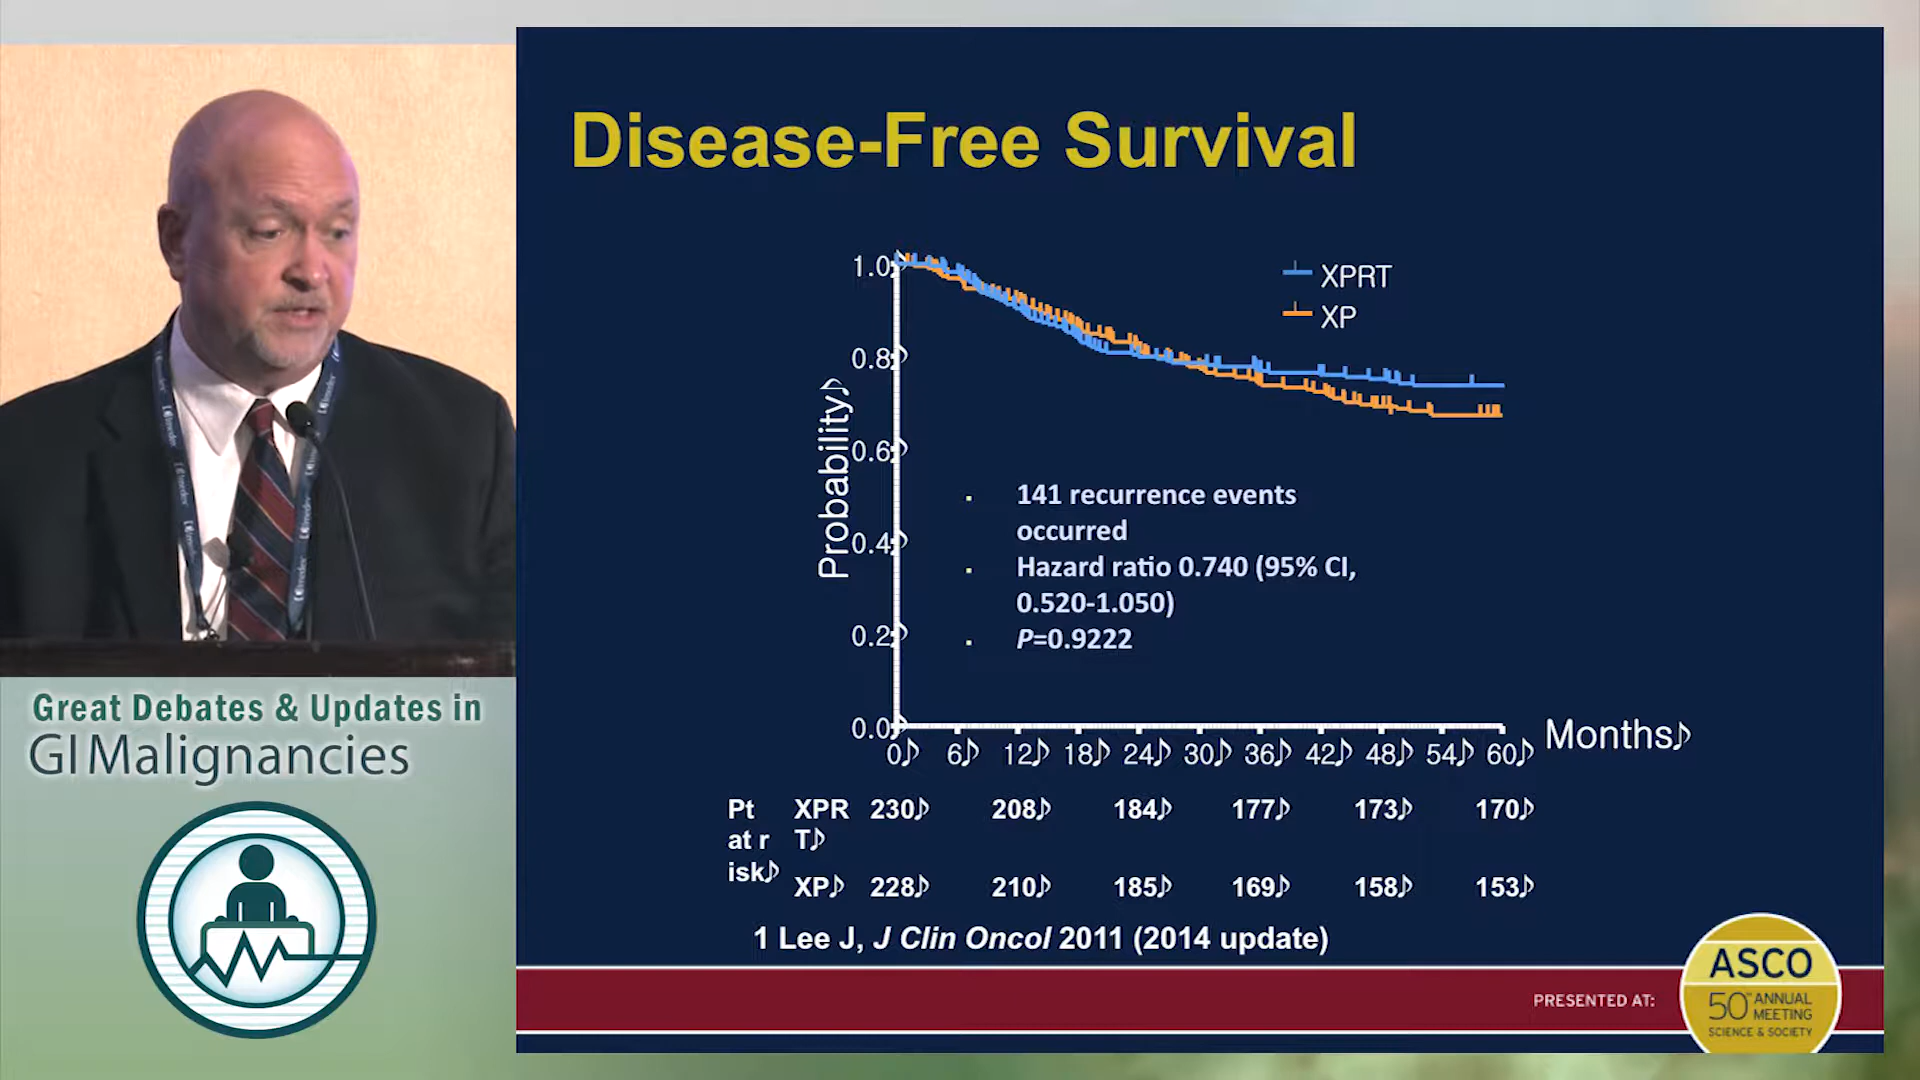 Disease-Free Survival
XPRT
XP
1.0♪
0.8♪
0.6♪
0.4♪
0.2♪
0.0♪
Probability♪
141 recurrence events
occurred
Hazard ratio 0.740 (95% CI,
0.520-1.050)
P=0.9222
0♪ 6♪ 12♪ 18♪ 24♪ 30♪ 36♪ 42♪ 48♪ 54♪ 60♪ Months♪
Pt XPR 230♪ 208♪ 184♪ 177♪ 173♪ 170♪
at r T♪
isk♪
XP♪ 228♪ 210♪ 185♪ 169♪ 158♪ 153♪
1 Lee J, J Clin Oncol 2011 (2014 update)
PRESENTED AT:
ASCO
50TH ANNUAL
MEETING
SCIENCE & SOCIETY
Great Debates & Updates in
GI Malignancies